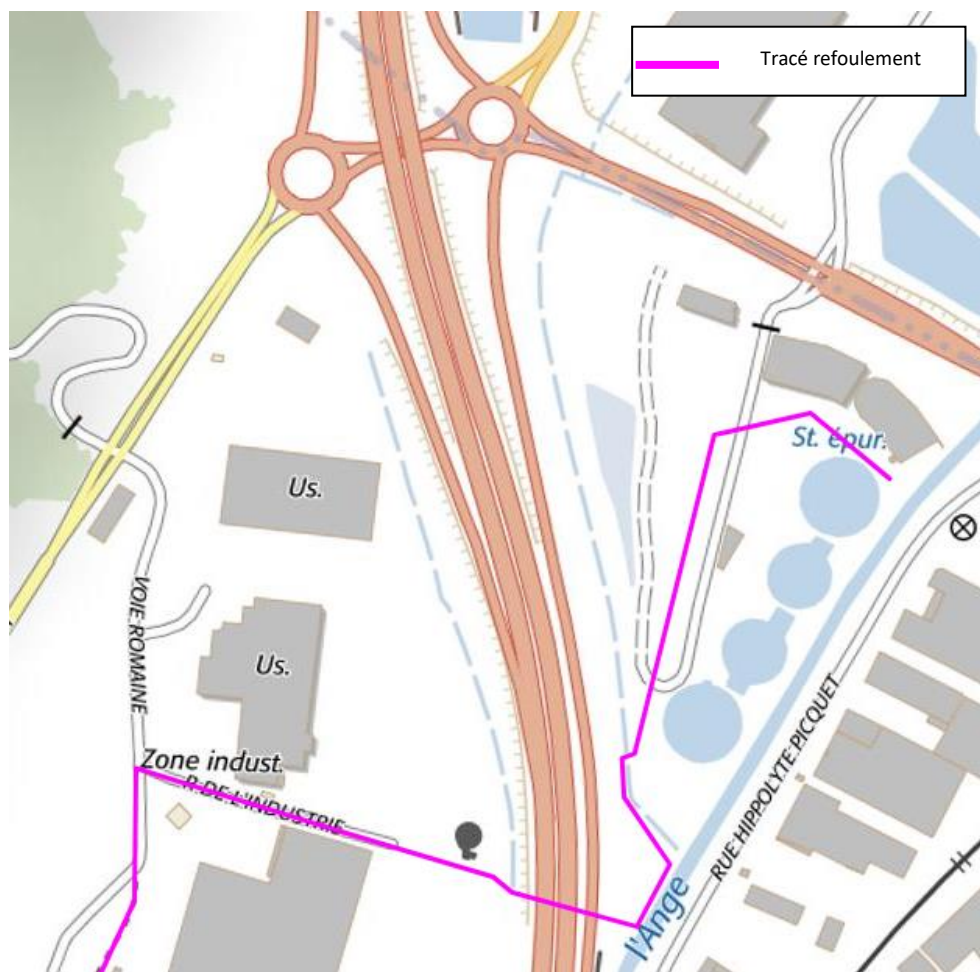 Tracé refoulement
St. épur.
Us.
VOIE ROMAINE
Us.
Zone indust.
R. DE L'INDUSTRIE
RUE HIPPOLYTE PICQUET
l'Ange